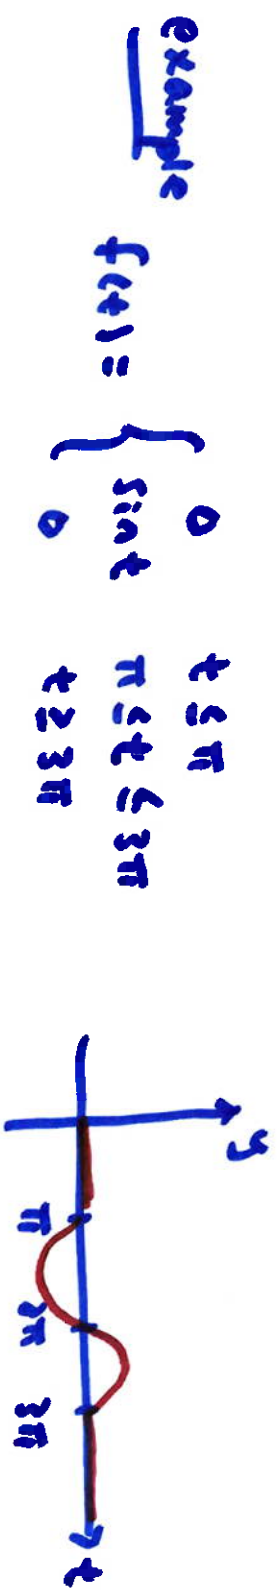 example
f(t) = { 0 t ≤ π
sin t π ≤ t ≤ 3π
0 t ≥ 3π
y
π 2π 3π t